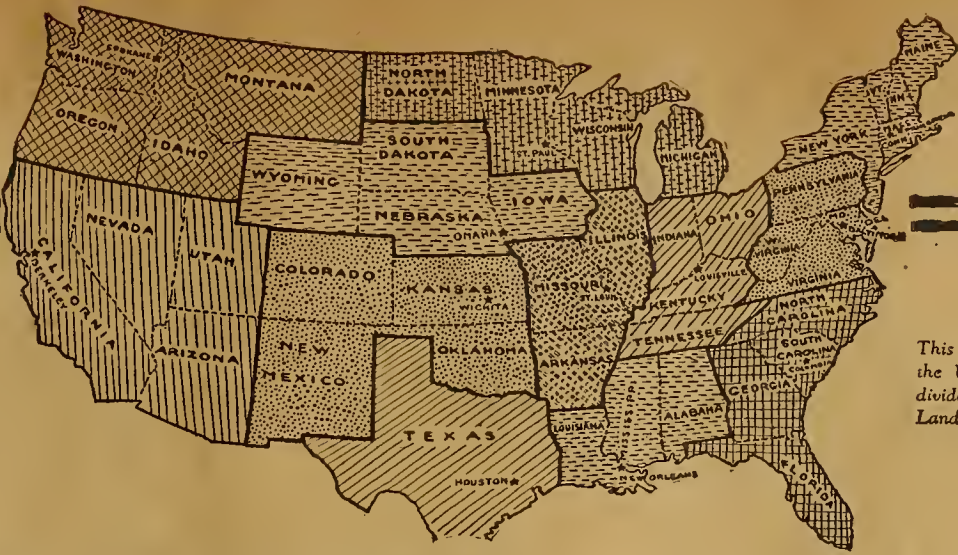 WASHINGTON
SPOKANE
MONTANA
OREGON
IDAHO
NORTH
DAKOTA
MINNESOTA
ST. PAUL
WISCONSIN
MICHIGAN
SOUTH
DAKOTA
WYOMING
NEBRASKA
OMAHA
IOWA
NEVADA
UTAH
CALIFORNIA
BERKELEY
ARIZONA
COLORADO
KANSAS
NEW
MEXICO
OKLAHOMA
ILLINOIS
MISSOURI
ST. LOUIS
ARKANSAS
INDIANA
OHIO
LOUISVILLE
KENTUCKY
TENNESSEE
MAINE
VT.
N.H.
NEW YORK
PENNSYLVANIA
W.
VIRGINIA
VIRGINIA
NORTH
CAROLINA
SOUTH
CAROLINA
GEORGIA
FLORIDA
ALABAMA
MISSISSIPPI
LOUISIANA
NEW ORLEANS
TEXAS
HOUSTON
This
the
divid
Land